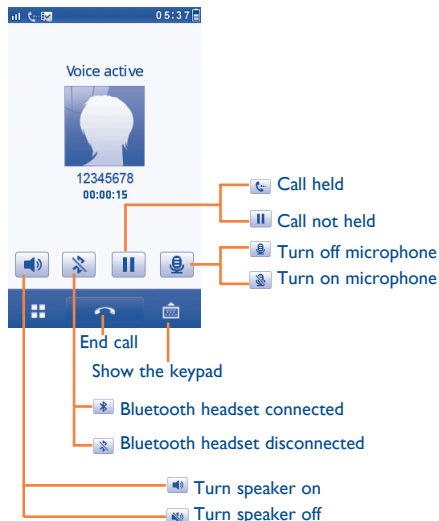 05:37
Voice active
12345678
00:00:15
Call held
Call not held
Turn off microphone
Turn on microphone
End call
Show the keypad
Bluetooth headset connected
Bluetooth headset disconnected
Turn speaker on
Turn speaker off